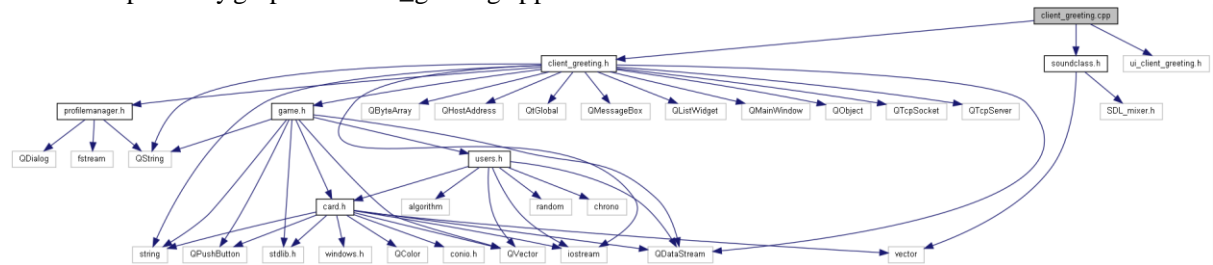 client_greeting.cpp
client_greeting.h
soundclass.h
ui_client_greeting.h
profilemanager.h
game.h
QByteArray
QHostAddress
QtGlobal
QMessageBox
QListWidget
QMainWindow
QObject
QTcpSocket
QTcpServer
SDL_mixer.h
QDialog
fstream
QString
users.h
card.h
algorithm
random
chrono
string
QPushButton
stdlib.h
windows.h
QColor
conio.h
QVector
iostream
QDataStream
vector